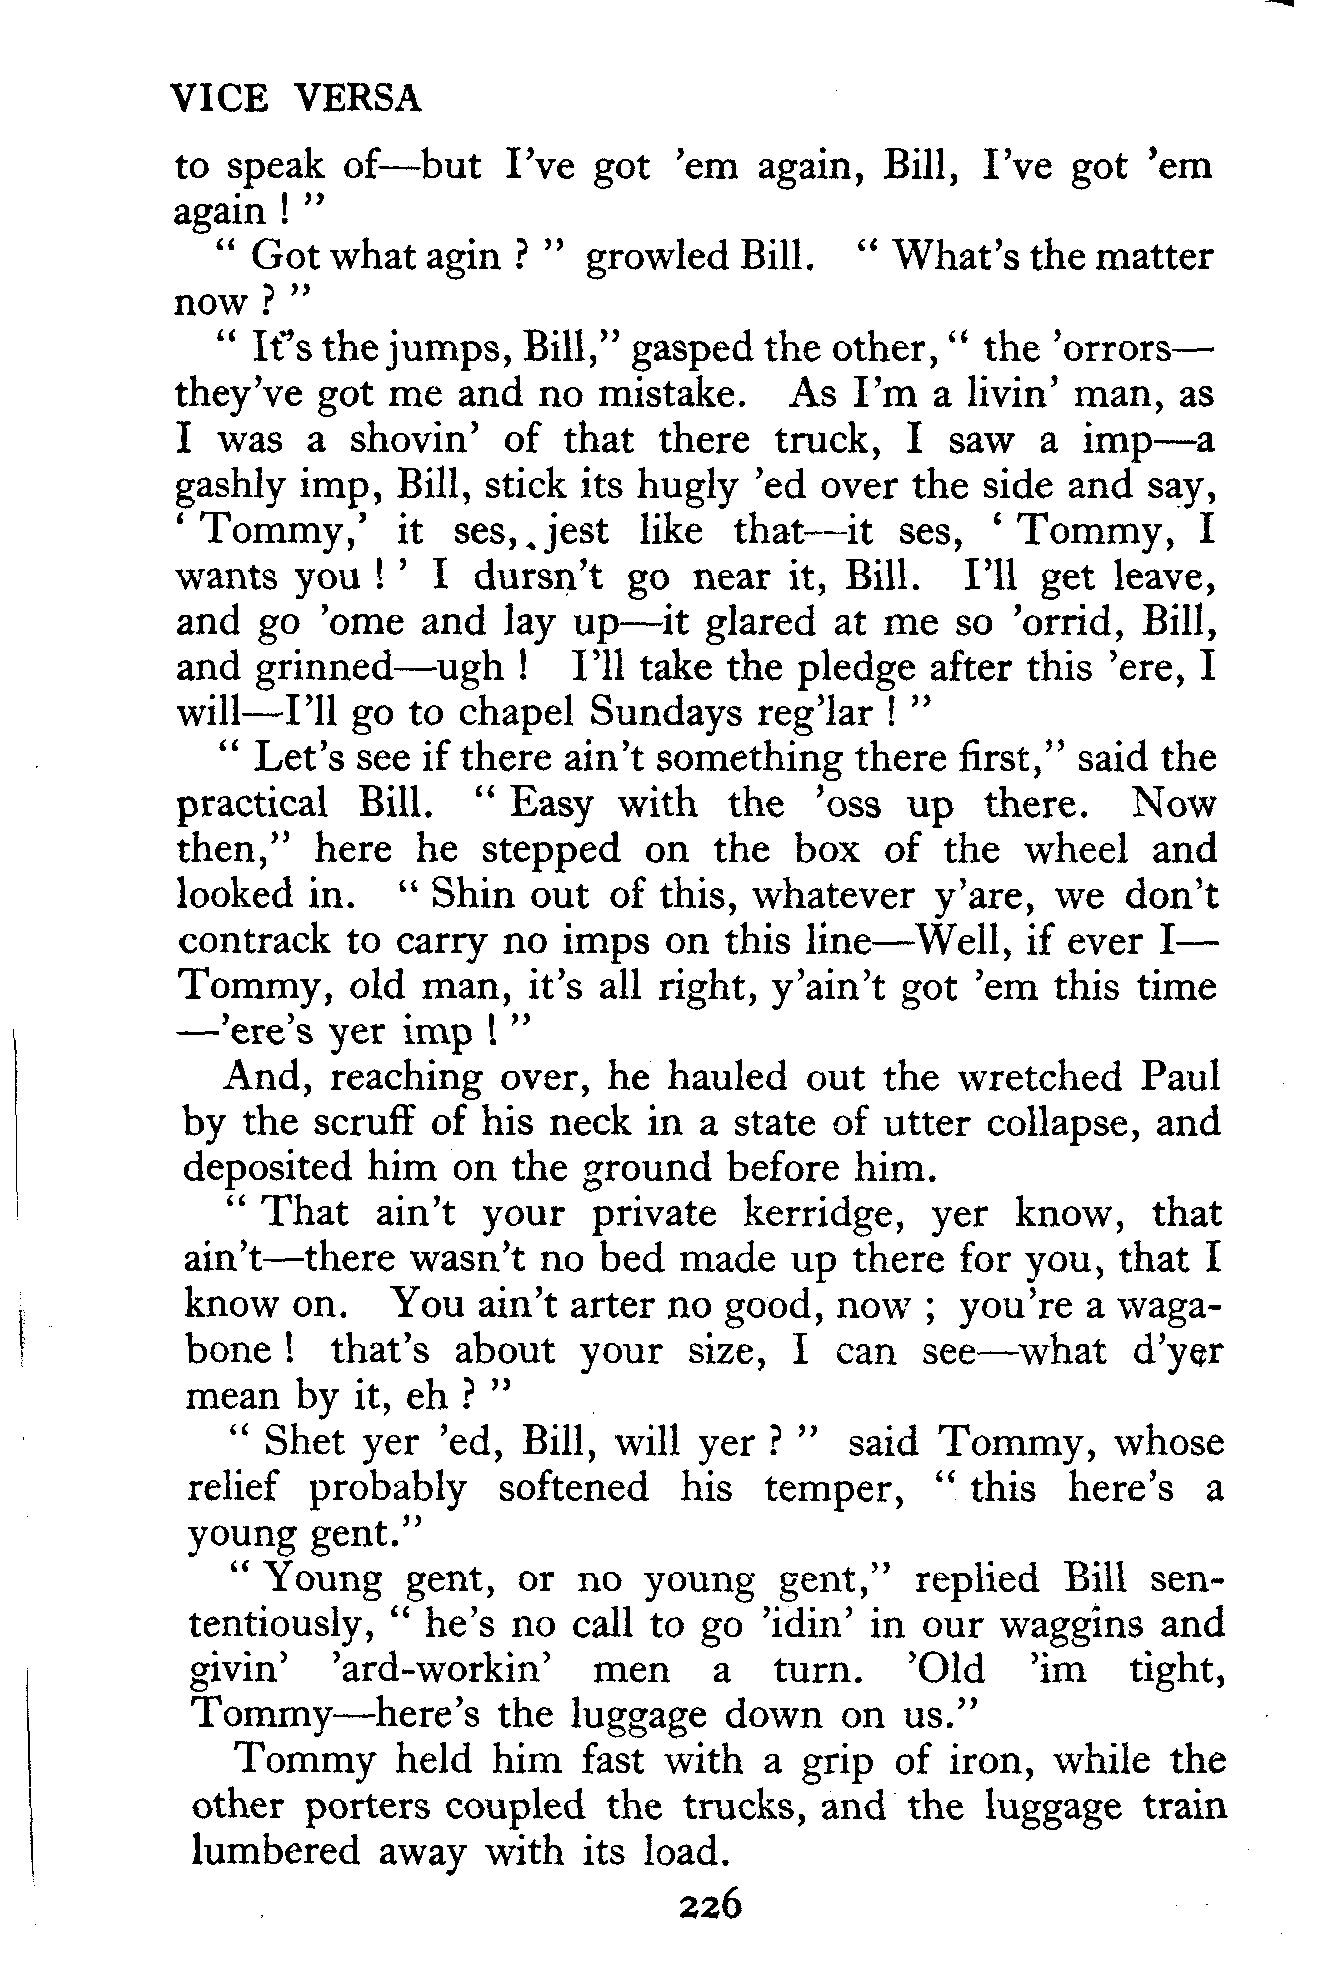 VICE VERSA
to speak of—but I've got 'em again, Bill, I've got 'em
again ! "
" Got what agin ? " growled Bill. " What's the matter
now ? "
" It's the jumps, Bill," gasped the other, " the 'orrors—
they've got me and no mistake. As I'm a livin' man, as
I was a shovin' of that there truck, I saw a imp—a
gashly imp, Bill, stick its hugly 'ed over the side and say,
' Tommy,' it ses, jest like that—it ses, ' Tommy, I
wants you ! ' I dursn't go near it, Bill. I'll get leave,
and go 'ome and lay up—it glared at me so 'orrid, Bill,
and grinned—ugh ! I'll take the pledge after this 'ere, I
will—I'll go to chapel Sundays reg'lar ! "
" Let's see if there ain't something there first," said the
practical Bill. " Easy with the 'oss up there. Now
then," here he stepped on the box of the wheel and
looked in. " Shin out of this, whatever y'are, we don't
contrack to carry no imps on this line—Well, if ever I—
Tommy, old man, it's all right, y'ain't got 'em this time
—'ere's yer imp ! "
And, reaching over, he hauled out the wretched Paul
by the scruff of his neck in a state of utter collapse, and
deposited him on the ground before him.
" That ain't your private kerridge, yer know, that
ain't—there wasn't no bed made up there for you, that I
know on. You ain't arter no good, now ; you're a waga-
bone ! that's about your size, I can see—what d'yer
mean by it, eh ? "
" Shet yer 'ed, Bill, will yer ? " said Tommy, whose
relief probably softened his temper, " this here's a
young gent."
" Young gent, or no young gent," replied Bill sen-
tentiously, " he's no call to go 'idin' in our waggins and
givin' 'ard-workin' men a turn. 'Old 'im tight,
Tommy—here's the luggage down on us."
Tommy held him fast with a grip of iron, while the
other porters coupled the trucks, and the luggage train
lumbered away with its load.
226